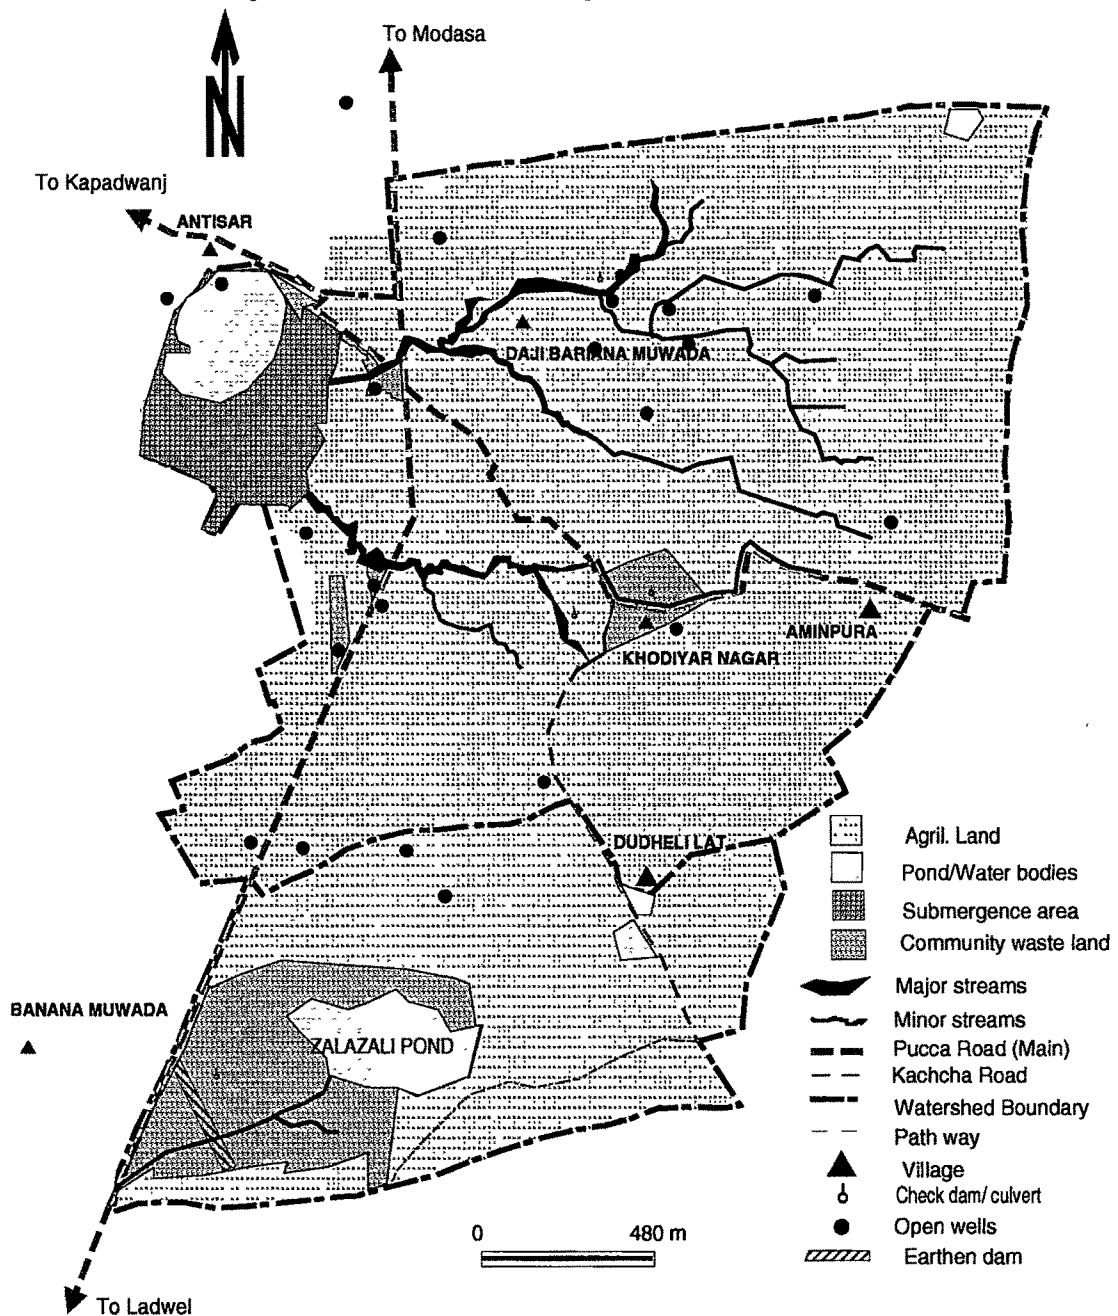 To Modasa
N
To Kapadwanj
ANTISAR
DAJI BARIANA MUWADA
AMINPURA
KHODIYAR NAGAR
DUDHELI LAT
BANANA MUWADA
ZALAZALI POND
Agril. Land
Pond/Water bodies
Submergence area
Community waste land
Major streams
Minor streams
Pucca Road (Main)
Kachcha Road
Watershed Boundary
Path way
Village
Check dam/ culvert
Open wells
Earthen dam
0 480 m
To Ladwel